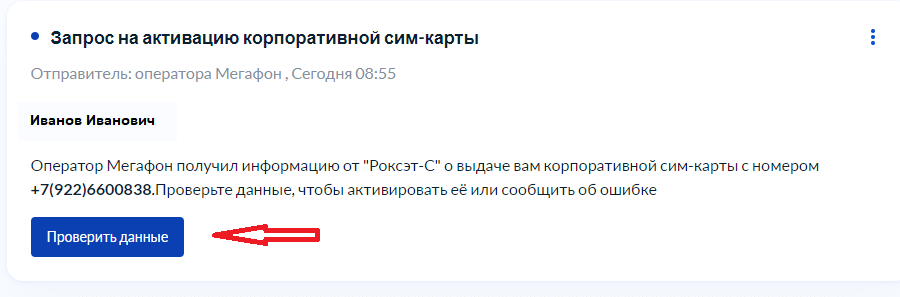 Запрос на активацию корпоративной сим-карты
Отправитель: оператора Мегафон , Сегодня 08:55
Иванов Иванович
Оператор Мегафон получил информацию от "Роксэт-С" о выдаче вам корпоративной сим-карты с номером
+7(922)6600838.Проверьте данные, чтобы активировать её или сообщить об ошибке
Проверить данные